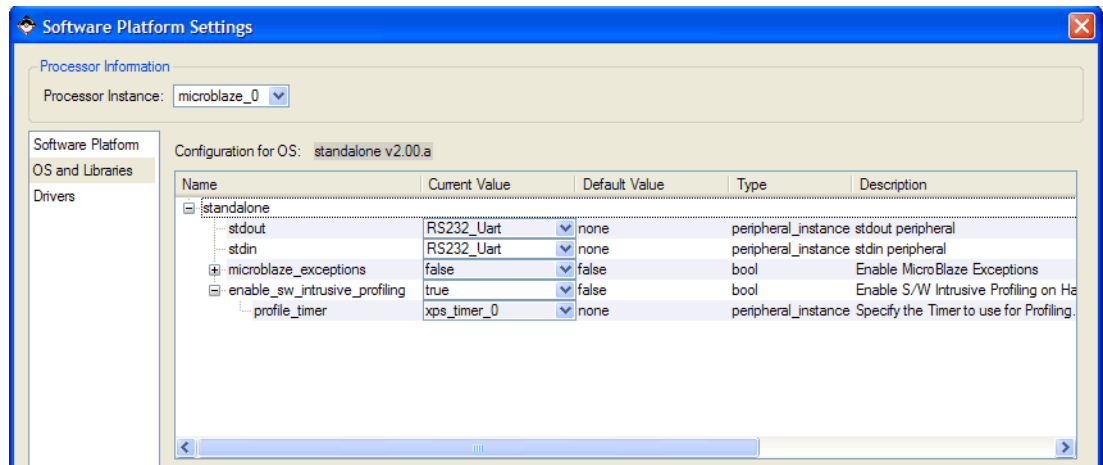 Software Platform Settings
Processor Information
Processor Instance: microblaze_0
Software Platform
OS and Libraries
Drivers
Configuration for OS: standalone v2.00.a
Name Current Value Default Value Type Description
standalone
stdout RS232_Uart none peripheral_instance stdout peripheral
stdin RS232_Uart none peripheral_instance stdin peripheral
microblaze_exceptions false false bool Enable MicroBlaze Exceptions
enable_sw_intrusive_profiling true false bool Enable S/W Intrusive Profiling on Ha
profile_timer xps_timer_0 none peripheral_instance Specify the Timer to use for Profiling.